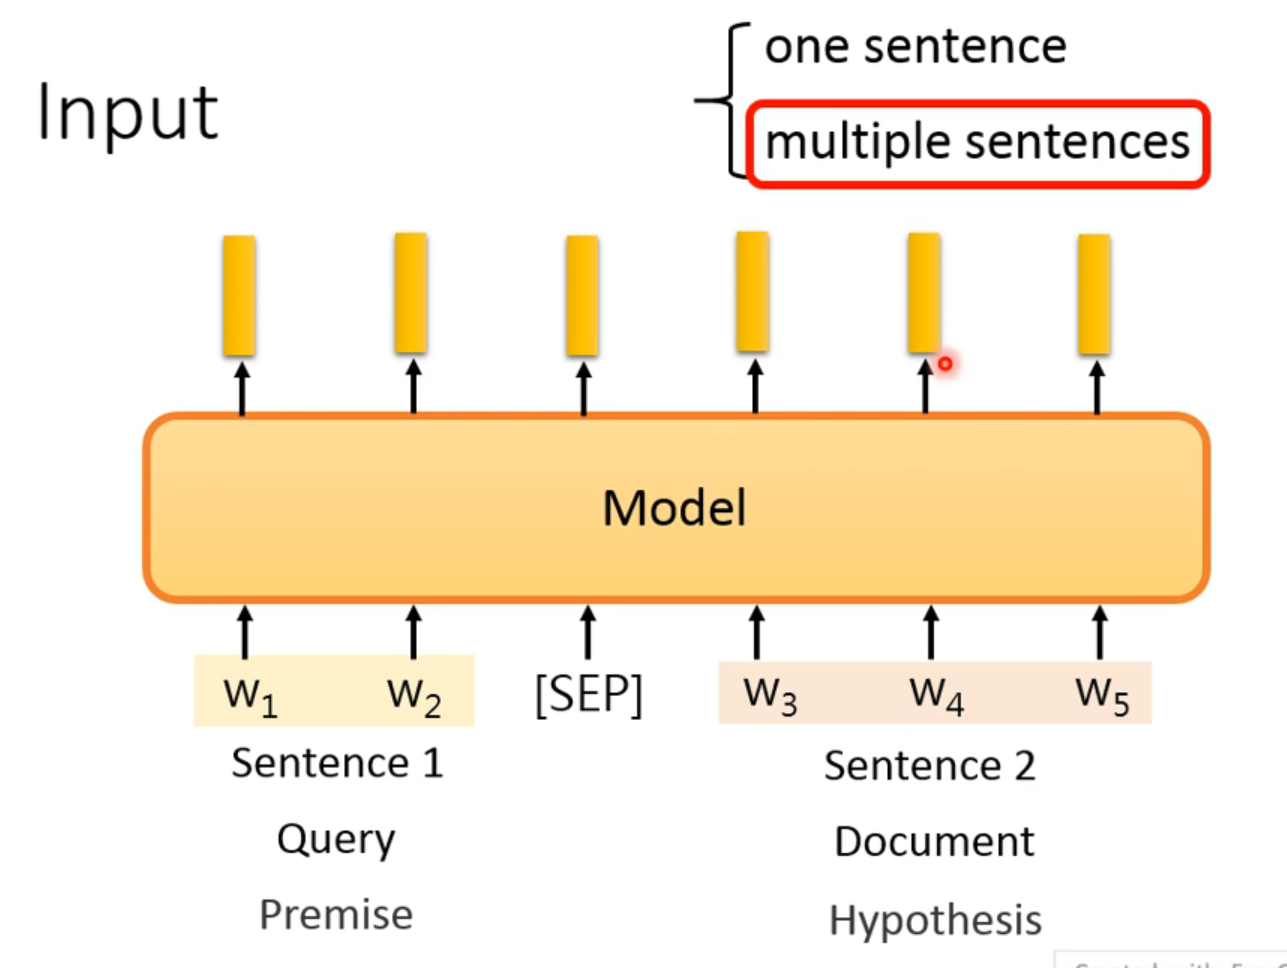 one sentence
Input
multiple sentences
Model
w1 w2 [SEP] w3 w4 w5
Sentence 1 Sentence 2
Query Document
Premise Hypothesis